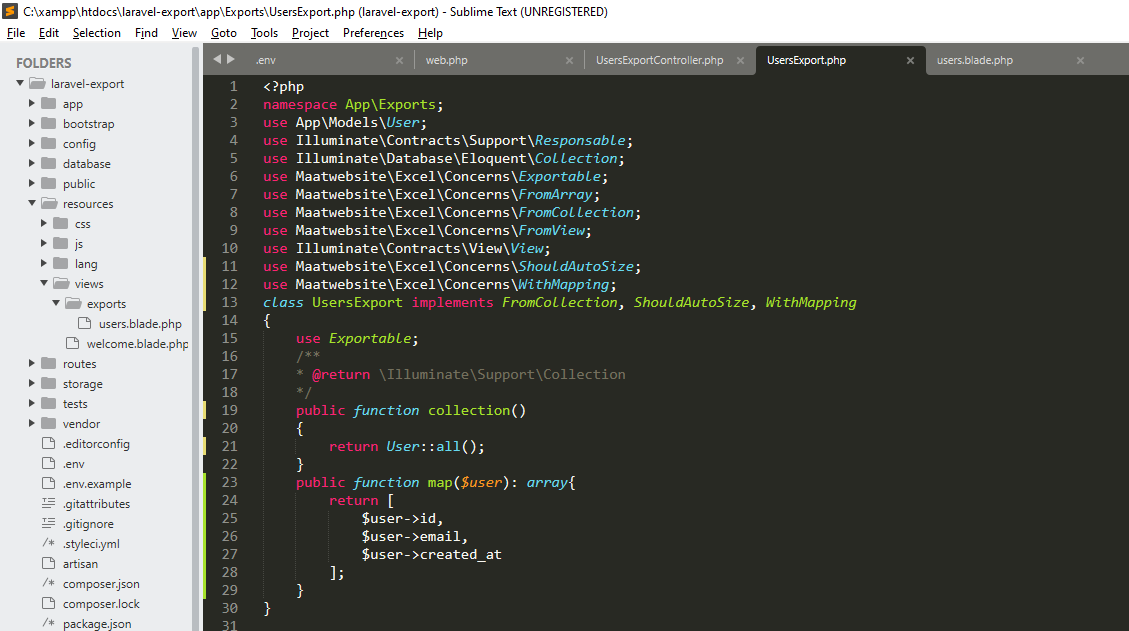 C:\xampp\htdocs\laravel-export\app\Exports\UsersExport.php (laravel-export) - Sublime Text (UNREGISTERED)
File Edit Selection Find View Goto Tools Project Preferences Help
FOLDERS
laravel-export
app
bootstrap
config
database
public
resources
css
js
lang
views
exports
users.blade.php
welcome.blade.php
routes
storage
tests
vendor
.editorconfig
.env
.env.example
.gitattributes
.gitignore
/* .styleci.yml
artisan
/* composer.json
composer.lock
/* package.json
.env × web.php × UsersExportController.php × UsersExport.php × users.blade.php ×
1 <?php
2 namespace App\Exports;
3 use App\Models\User;
4 use Illuminate\Contracts\Support\Responsable;
5 use Illuminate\Database\Eloquent\Collection;
6 use Maatwebsite\Excel\Concerns\Exportable;
7 use Maatwebsite\Excel\Concerns\FromArray;
8 use Maatwebsite\Excel\Concerns\FromCollection;
9 use Maatwebsite\Excel\Concerns\FromView;
10 use Illuminate\Contracts\View\View;
11 use Maatwebsite\Excel\Concerns\ShouldAutoSize;
12 use Maatwebsite\Excel\Concerns\WithMapping;
13 class UsersExport implements FromCollection, ShouldAutoSize, WithMapping
14 {
15 use Exportable;
16 /**
17 * @return \Illuminate\Support\Collection
18 */
19 public function collection()
20 {
21 return User::all();
22 }
23 public function map($user): array{
24 return [
25 $user->id,
26 $user->email,
27 $user->created_at
28 ];
29 }
30 }
31